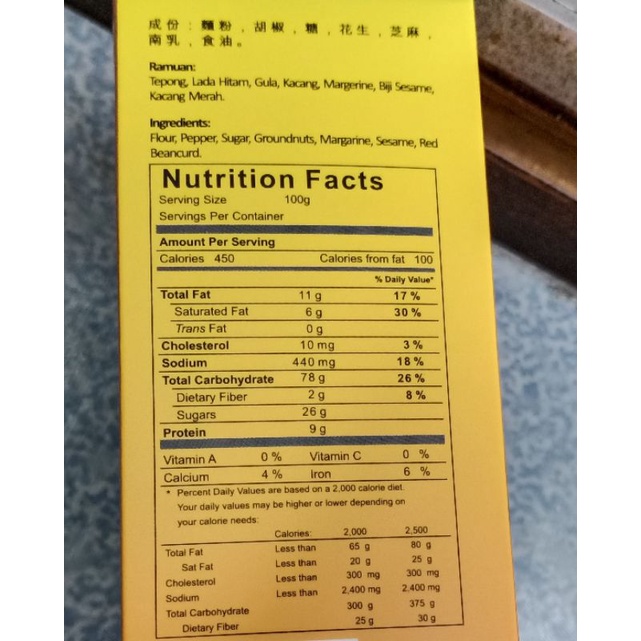 成份：麵粉，胡椒，糖，花生，芝麻，
南乳，食油。
Ramuan:
Tepong, Lada Hitam, Gula, Kacang, Margerine, Biji Sesame,
Kacang Merah.
Ingredients:
Flour, Pepper, Sugar, Groundnuts, Margarine, Sesame, Red
Beancurd.
Nutrition Facts
Serving Size 100g
Servings Per Container
Amount Per Serving
Calories 450 Calories from fat 100
% Daily Value*
Total Fat 11 g 17 %
Saturated Fat 6 g 30 %
Trans Fat 0 g
Cholesterol 10 mg 3 %
Sodium 440 mg 18 %
Total Carbohydrate 78 g 26 %
Dietary Fiber 2 g 8 %
Sugars 26 g
Protein 9 g
Vitamin A 0 % Vitamin C 0 %
Calcium 4 % Iron 6 %
* Percent Daily Values are based on a 2,000 calorie diet.
Your daily values may be higher or lower depending on
your calorie needs:
Calories: 2,000 2,500
Total Fat Less than 65 g 80 g
Sat Fat Less than 20 g 25 g
Cholesterol Less than 300 mg 300 mg
Sodium Less than 2,400 mg 2,400 mg
Total Carbohydrate 300 g 375 g
Dietary Fiber 25 g 30 g